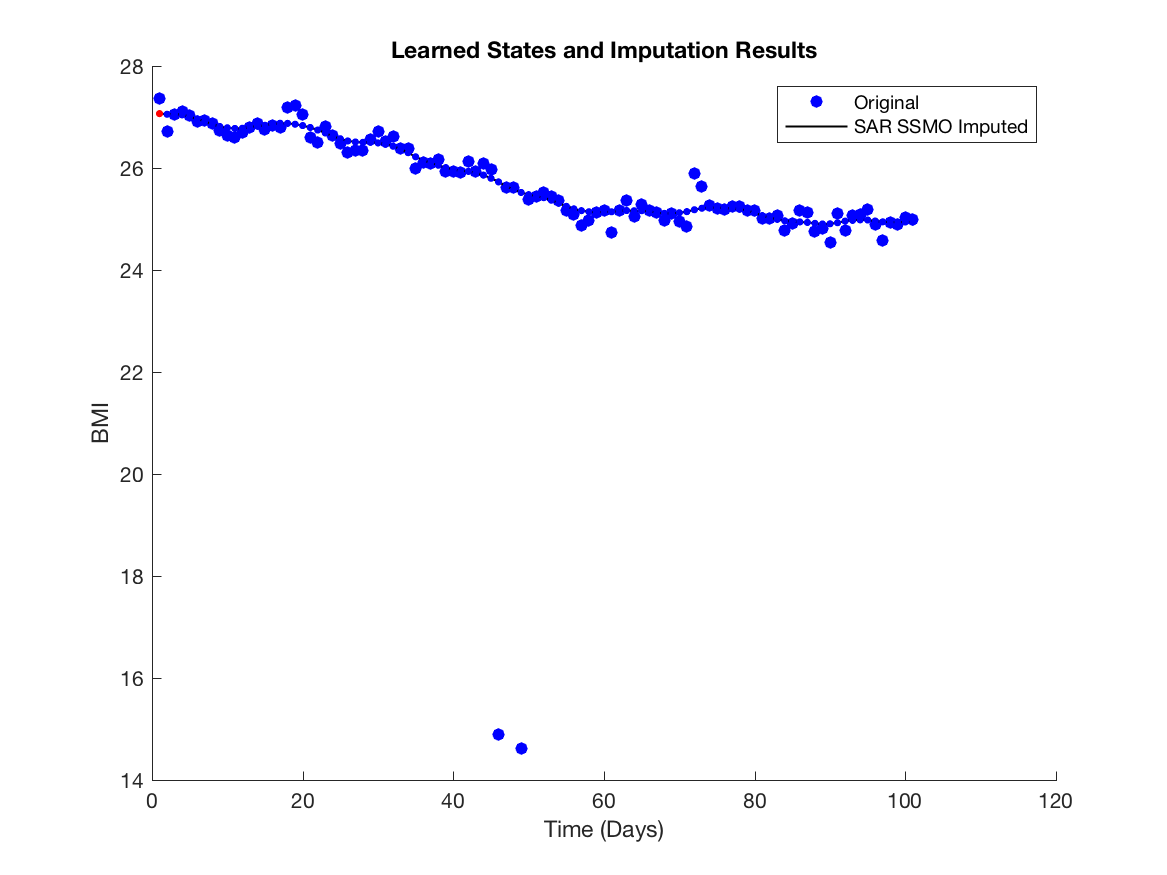 Learned States and Imputation Results
Original
SAR SSMO Imputed
BMI
28
26
24
22
20
18
16
14
0 20 40 60 80 100 120
Time (Days)